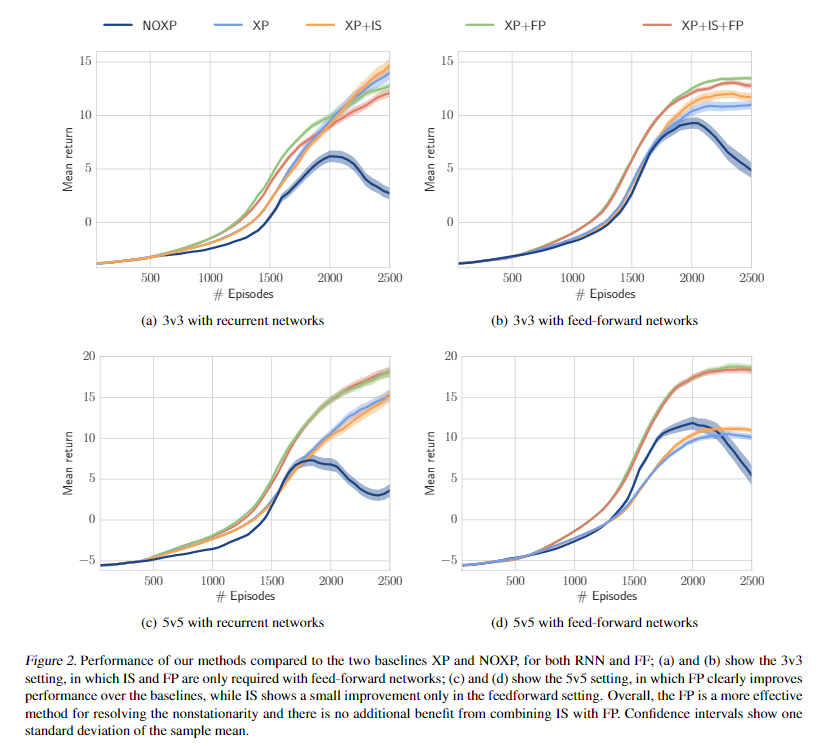 NOXP XP XP+IS XP+FP XP+IS+FP
15
10
5
0
Mean return
500 1000 1500 2000 2500
# Episodes
(a) 3v3 with recurrent networks
15
10
5
0
Mean return
500 1000 1500 2000 2500
# Episodes
(b) 3v3 with feed-forward networks
20
15
10
5
0
−5
Mean return
500 1000 1500 2000 2500
# Episodes
(c) 5v5 with recurrent networks
20
15
10
5
0
−5
Mean return
500 1000 1500 2000 2500
# Episodes
(d) 5v5 with feed-forward networks
Figure 2. Performance of our methods compared to the two baselines XP and NOXP, for both RNN and FF; (a) and (b) show the 3v3
setting, in which IS and FP are only required with feed-forward networks; (c) and (d) show the 5v5 setting, in which FP clearly improves
performance over the baselines, while IS shows a small improvement only in the feedforward setting. Overall, the FP is a more effective
method for resolving the nonstationarity and there is no additional benefit from combining IS with FP. Confidence intervals show one
standard deviation of the sample mean.